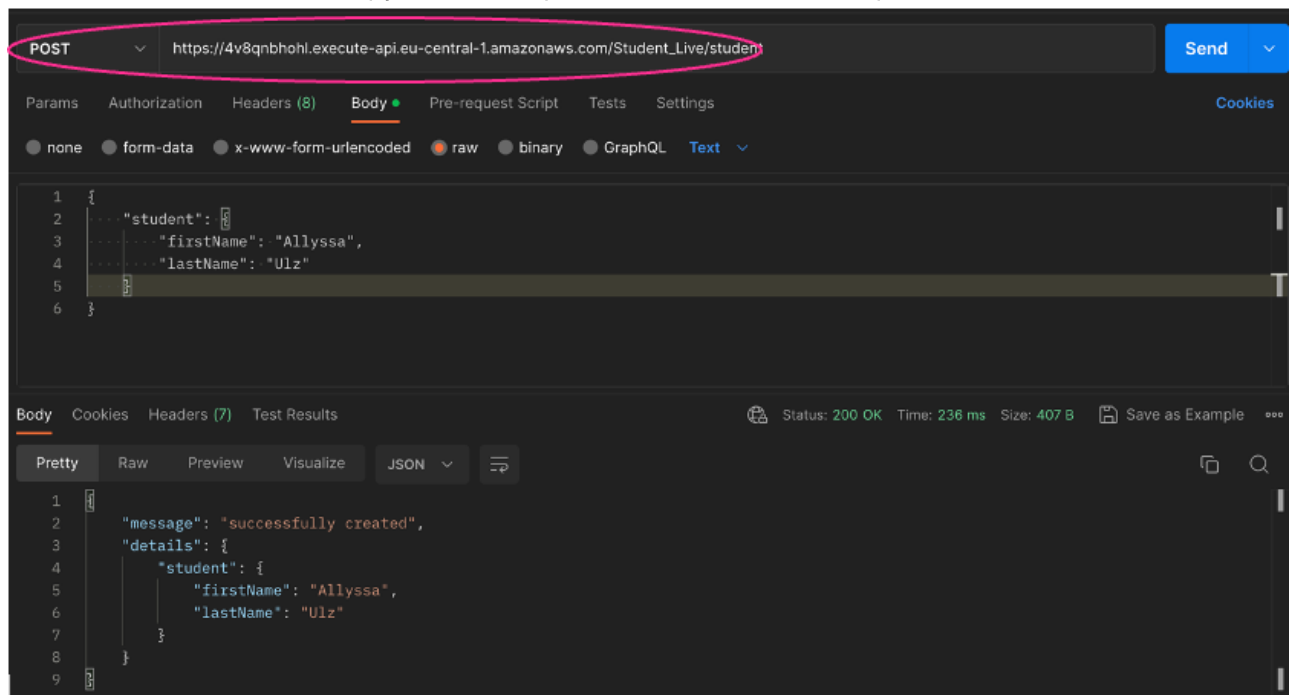 POST https://4v8qnbhohl.execute-api.eu-central-1.amazonaws.com/Student_Live/student Send
Params Authorization Headers (8) Body Pre-request Script Tests Settings Cookies
none form-data x-www-form-urlencoded raw binary GraphQL Text
1 {
2 "student": {
3 "firstName": "Allyssa",
4 "lastName": "Ulz"
5 }
6 }
Body Cookies Headers (7) Test Results Status: 200 OK Time: 236 ms Size: 407 B Save as Example
Pretty Raw Preview Visualize JSON
1 {
2 "message": "successfully created",
3 "details": {
4 "student": {
5 "firstName": "Allyssa",
6 "lastName": "Ulz"
7 }
8 }
9 }